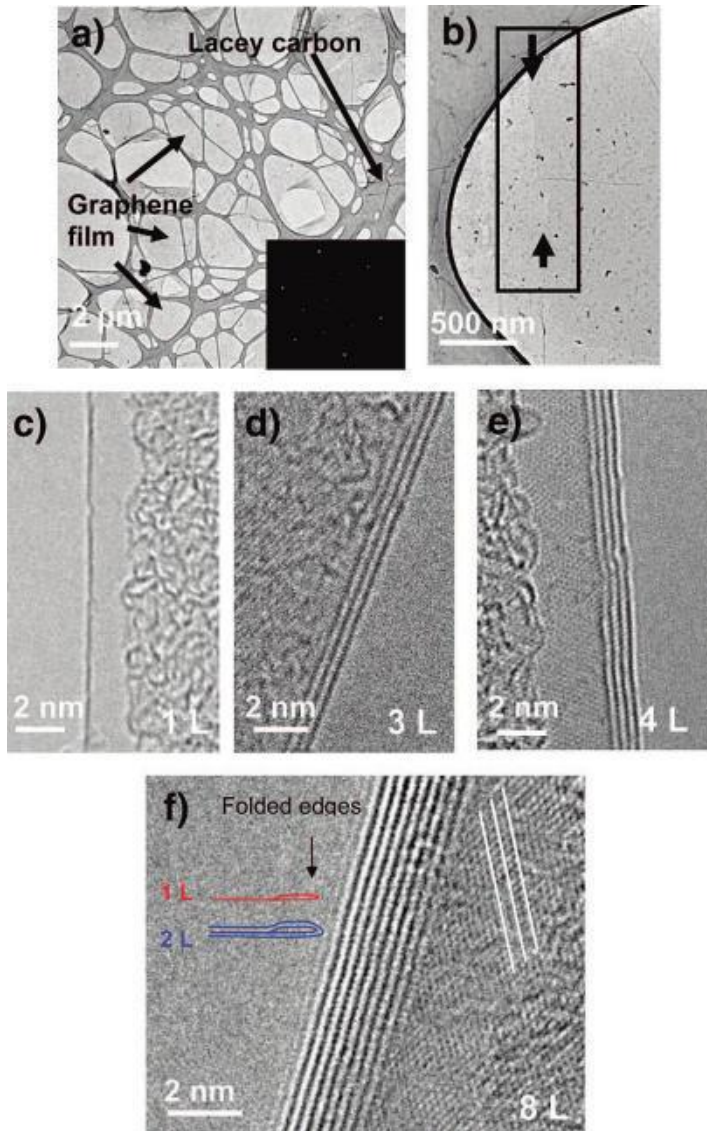 a)
Lacey carbon
Graphene
film
2 µm
b)
500 nm
c)
2 nm
1 L
d)
2 nm
3 L
e)
2 nm
4 L
f)
Folded edges
1 L
2 L
2 nm
8 L